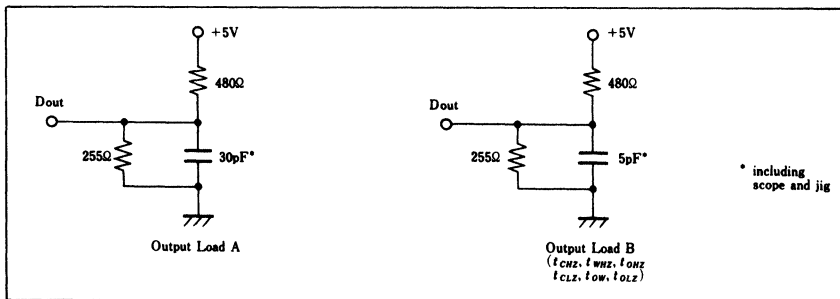 +5V
480Ω
Dout
255Ω
30pF*
Output Load A
+5V
480Ω
Dout
255Ω
5pF*
* including
scope and jig
Output Load B
(tCHZ, tWHZ, tOHZ
tCLZ, tOW, tOLZ)